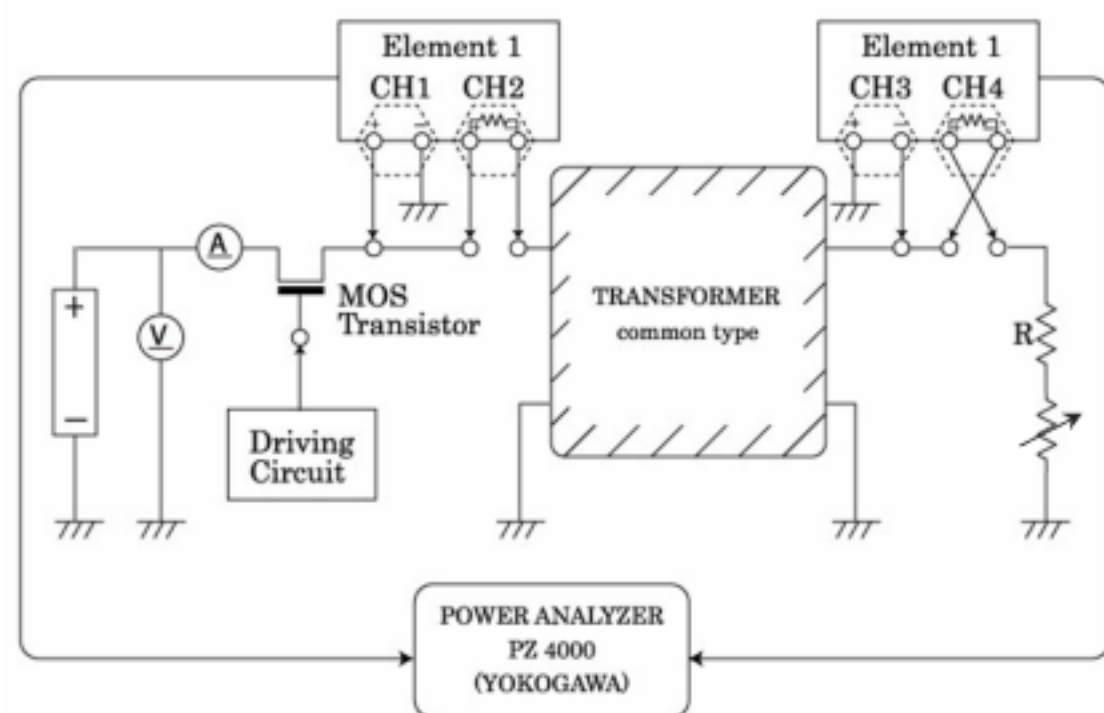 Element 1
CH1 CH2
+ − + −
Element 1
CH3 CH4
+ − + −
A
MOS
Transistor
+
V
−
Driving
Circuit
TRANSFORMER
common type
R
POWER ANALYZER
PZ 4000
(YOKOGAWA)